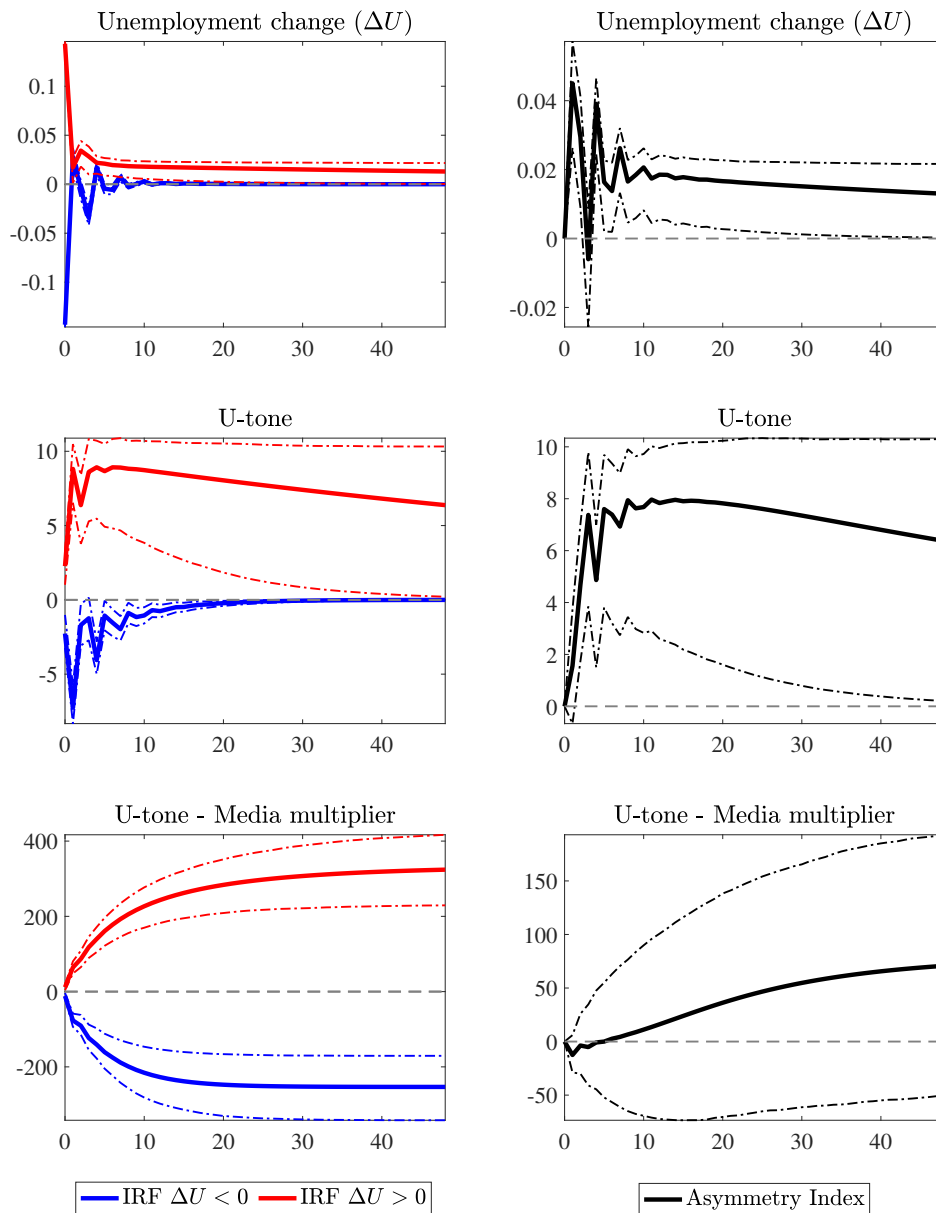 Unemployment change (ΔU)
0.1
0.05
0
-0.05
-0.1
0 10 20 30 40
Unemployment change (ΔU)
0.04
0.02
0
-0.02
0 10 20 30 40
U-tone
10
5
0
-5
0 10 20 30 40
U-tone
10
8
6
4
2
0
0 10 20 30 40
U-tone - Media multiplier
400
200
0
-200
0 10 20 30 40
U-tone - Media multiplier
150
100
50
0
-50
0 10 20 30 40
IRF ΔU < 0 IRF ΔU > 0
Asymmetry Index